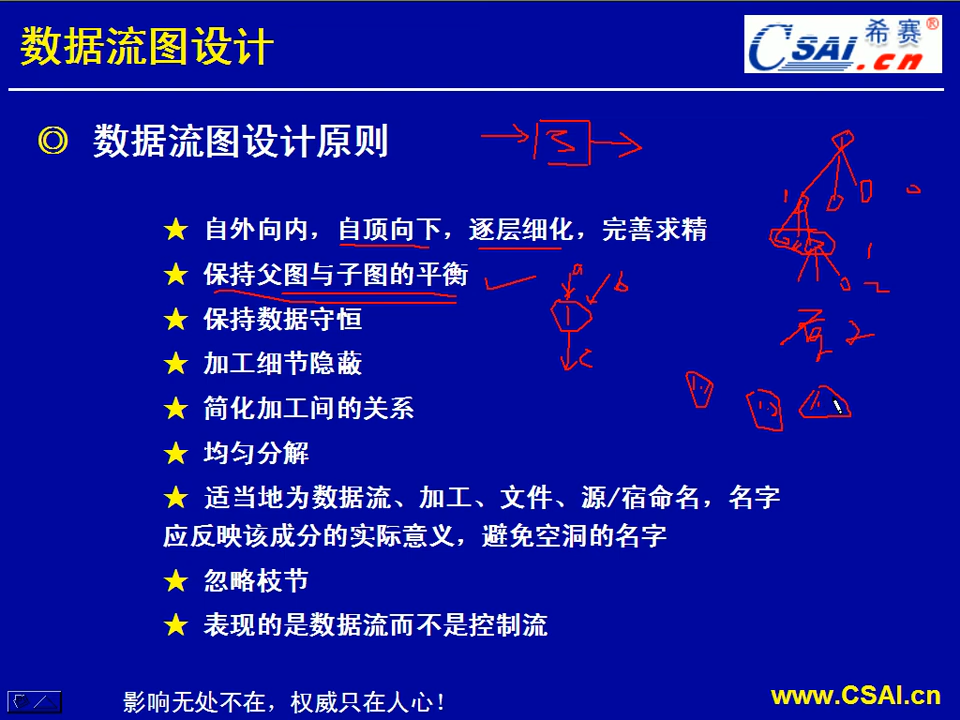 数据流图设计
CSAI.cn 希赛®
◎ 数据流图设计原则
★ 自外向内，自顶向下，逐层细化，完善求精
★ 保持父图与子图的平衡
a
b
1
c
★ 保持数据守恒
★ 加工细节隐蔽
★ 简化加工间的关系
★ 均匀分解
★ 适当地为数据流、加工、文件、源/宿命名，名字
应反映该成分的实际意义，避免空洞的名字
★ 忽略枝节
★ 表现的是数据流而不是控制流
影响无处不在，权威只在人心！
www.CSAI.cn